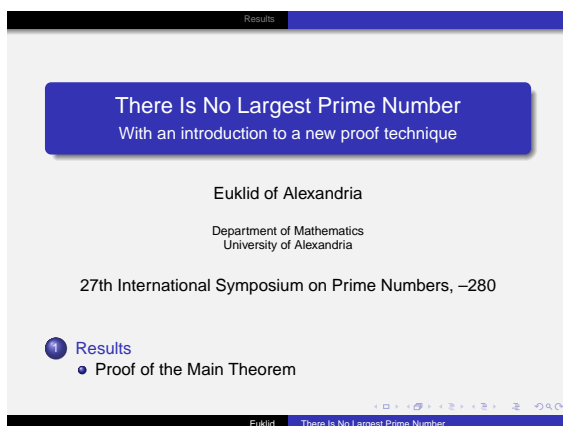 Results
There Is No Largest Prime Number
With an introduction to a new proof technique
Euklid of Alexandria
Department of Mathematics
University of Alexandria
27th International Symposium on Prime Numbers, –280
1 Results
Proof of the Main Theorem
Euklid There Is No Largest Prime Number